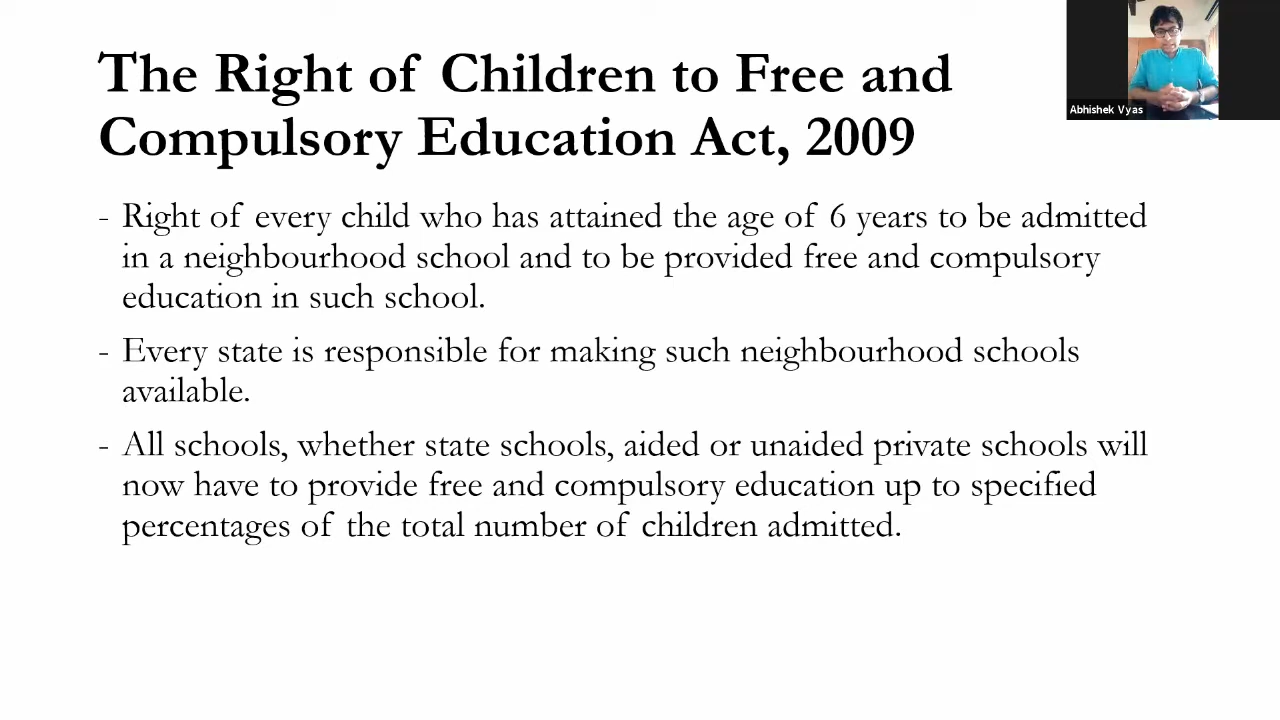 The Right of Children to Free and
Compulsory Education Act, 2009
- Right of every child who has attained the age of 6 years to be admitted
in a neighbourhood school and to be provided free and compulsory
education in such school.
- Every state is responsible for making such neighbourhood schools
available.
- All schools, whether state schools, aided or unaided private schools will
now have to provide free and compulsory education up to specified
percentages of the total number of children admitted.
Abhishek Vyas